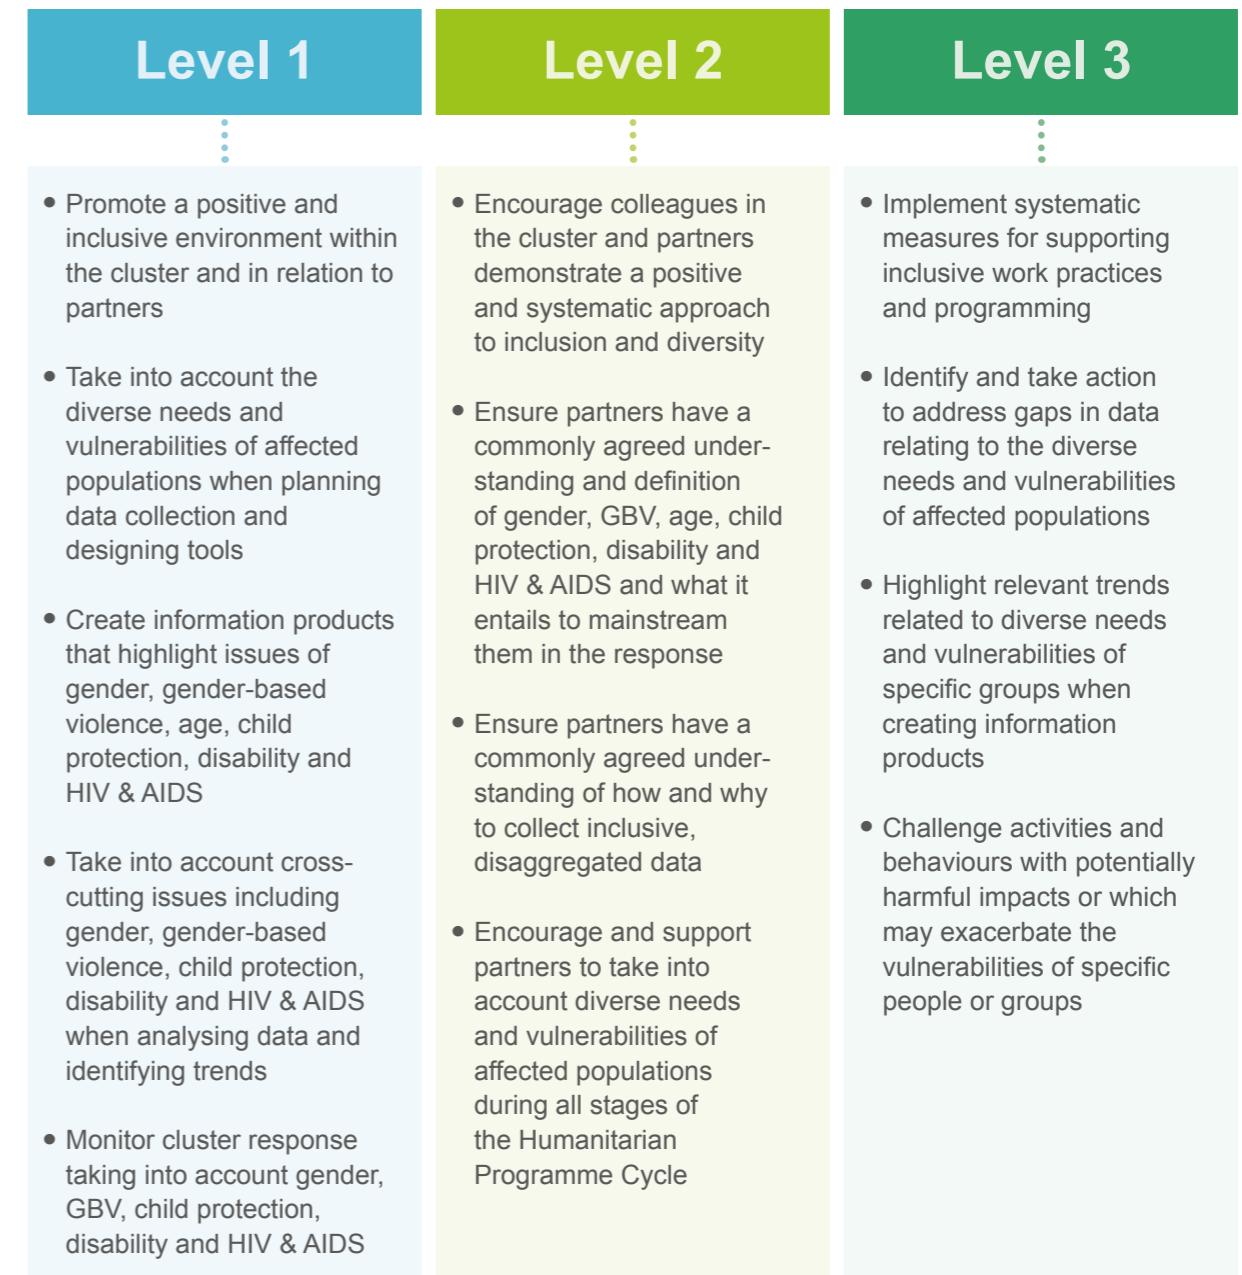 Level 1
• Promote a positive and
inclusive environment within
the cluster and in relation to
partners
• Take into account the
diverse needs and
vulnerabilities of affected
populations when planning
data collection and
designing tools
• Create information products
that highlight issues of
gender, gender-based
violence, age, child
protection, disability and
HIV & AIDS
• Take into account cross-
cutting issues including
gender, gender-based
violence, child protection,
disability and HIV & AIDS
when analysing data and
identifying trends
• Monitor cluster response
taking into account gender,
GBV, child protection,
disability and HIV & AIDS
Level 2
• Encourage colleagues in
the cluster and partners
demonstrate a positive
and systematic approach
to inclusion and diversity
• Ensure partners have a
commonly agreed under-
standing and definition
of gender, GBV, age, child
protection, disability and
HIV & AIDS and what it
entails to mainstream
them in the response
• Ensure partners have a
commonly agreed under-
standing of how and why
to collect inclusive,
disaggregated data
• Encourage and support
partners to take into
account diverse needs
and vulnerabilities of
affected populations
during all stages of
the Humanitarian
Programme Cycle
Level 3
• Implement systematic
measures for supporting
inclusive work practices
and programming
• Identify and take action
to address gaps in data
relating to the diverse
needs and vulnerabilities
of affected populations
• Highlight relevant trends
related to diverse needs
and vulnerabilities of
specific groups when
creating information
products
• Challenge activities and
behaviours with potentially
harmful impacts or which
may exacerbate the
vulnerabilities of specific
people or groups